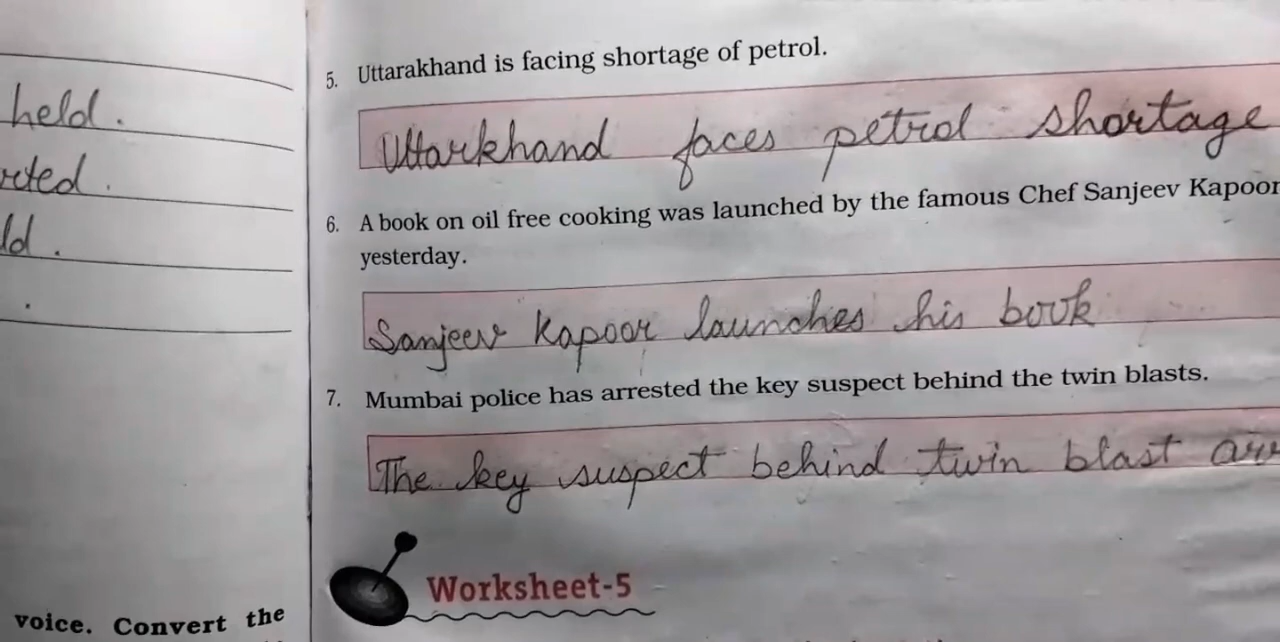 held.
rted.
ld.
voice. Convert the
5. Uttarakhand is facing shortage of petrol.
Uttarkhand faces petrol shortage
6. A book on oil free cooking was launched by the famous Chef Sanjeev Kapoor
yesterday.
Sanjeev Kapoor launches his book
7. Mumbai police has arrested the key suspect behind the twin blasts.
The key suspect behind twin blast arr
Worksheet-5